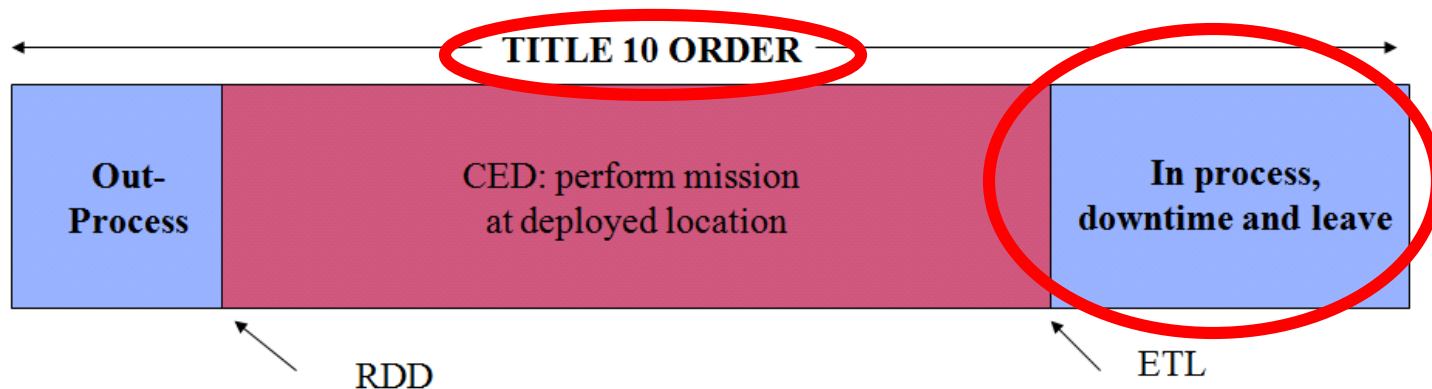 TITLE 10 ORDER
Out-
Process
CED: perform mission
at deployed location
In process,
downtime and leave
RDD
ETL